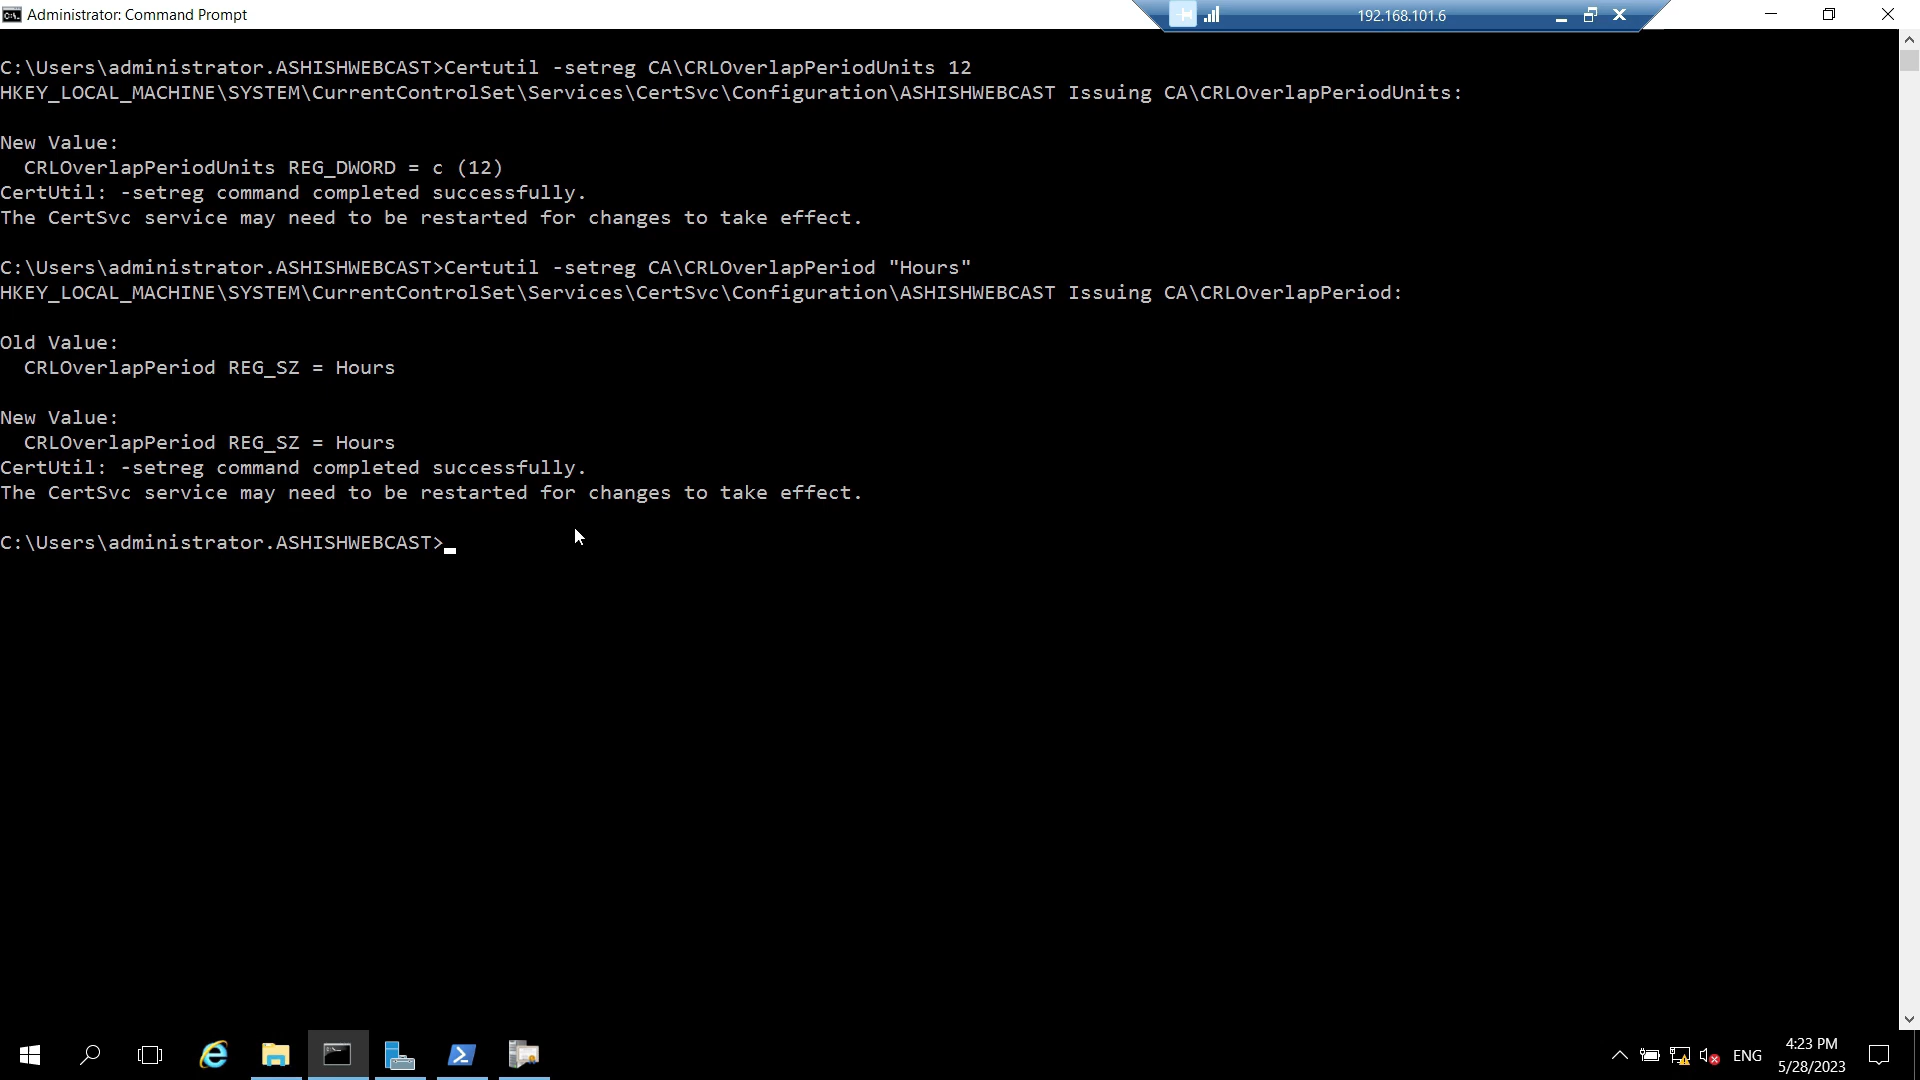 Administrator: Command Prompt
192.168.101.6
C:\Users\administrator.ASHISHWEBCAST>Certutil -setreg CA\CRLOverlapPeriodUnits 12
HKEY_LOCAL_MACHINE\SYSTEM\CurrentControlSet\Services\CertSvc\Configuration\ASHISHWEBCAST Issuing CA\CRLOverlapPeriodUnits:
New Value:
CRLOverlapPeriodUnits REG_DWORD = c (12)
CertUtil: -setreg command completed successfully.
The CertSvc service may need to be restarted for changes to take effect.
C:\Users\administrator.ASHISHWEBCAST>Certutil -setreg CA\CRLOverlapPeriod "Hours"
HKEY_LOCAL_MACHINE\SYSTEM\CurrentControlSet\Services\CertSvc\Configuration\ASHISHWEBCAST Issuing CA\CRLOverlapPeriod:
Old Value:
CRLOverlapPeriod REG_SZ = Hours
New Value:
CRLOverlapPeriod REG_SZ = Hours
CertUtil: -setreg command completed successfully.
The CertSvc service may need to be restarted for changes to take effect.
C:\Users\administrator.ASHISHWEBCAST>
ENG
4:23 PM
5/28/2023